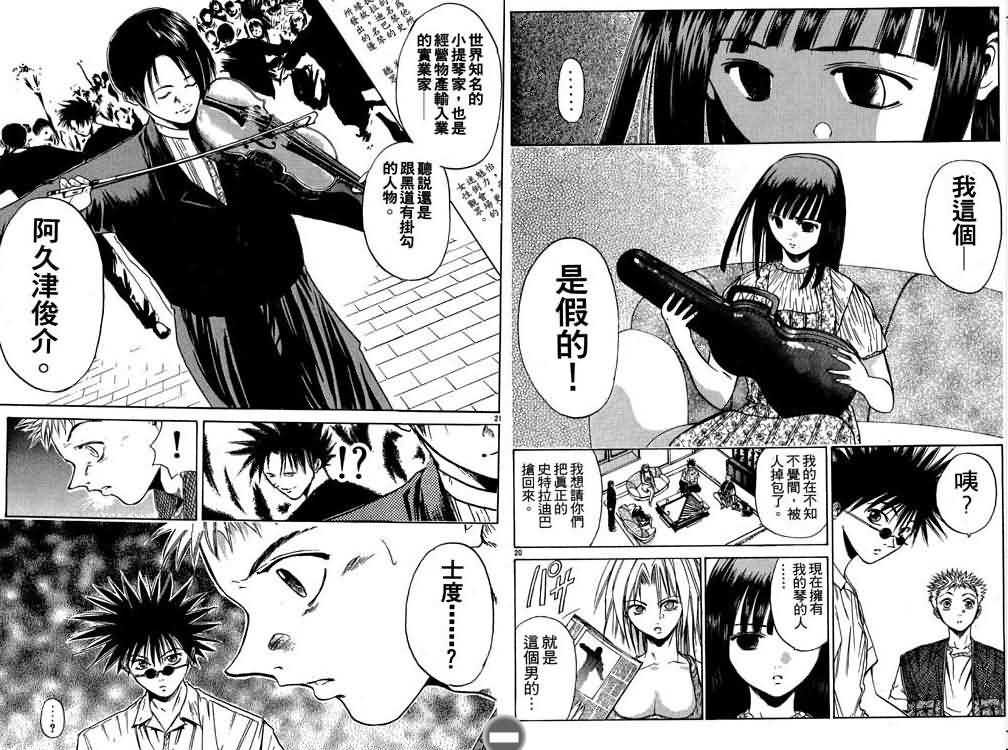 ……
我這個
──
是假的！
咦？
我的在不知
不覺間，被
人掉包了。
我想請你們
把真正的
史特拉迪巴
搶回來。
20
現在擁有
我的琴的人
……
就是
這個男的…
世界知名的
小提琴家，也是
經營物產輸入業
的實業家──
聽說還是
跟黑道有掛勾
的人物。
阿久津俊介。
21
!?
！
士度……？
…？